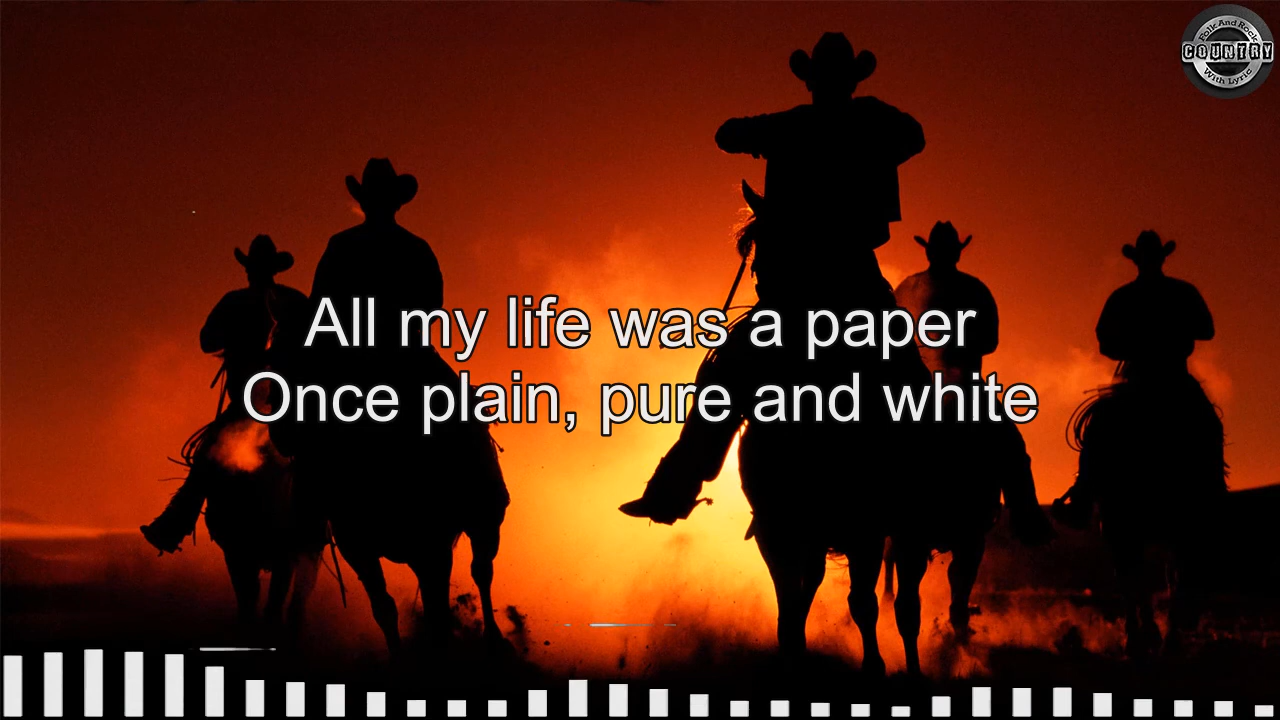 Folk And Rock
COUNTRY
With Lyric
All my life was a paper
Once plain, pure and white